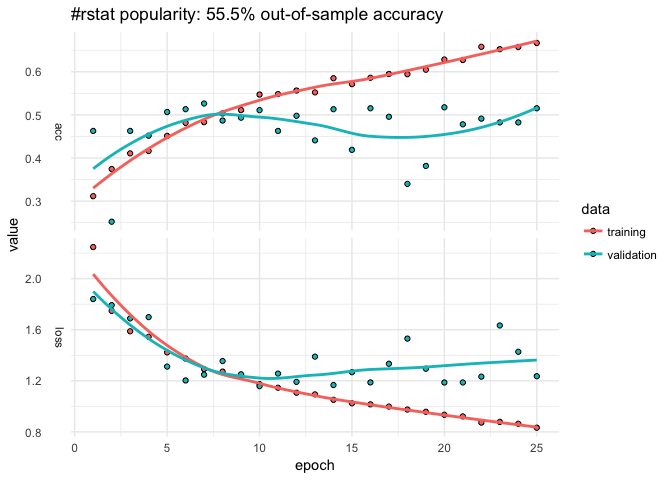 #rstat popularity: 55.5% out-of-sample accuracy
0.6
0.5
0.4
0.3
acc
2.0
1.6
1.2
0.8
loss
value
0 5 10 15 20 25
epoch
data
training
validation